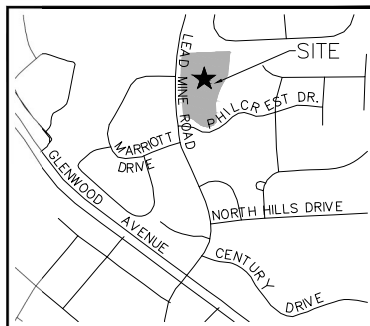 SITE
LEAD MINE ROAD
PHILCREST DR.
MARRIOTT
DRIVE
GLENWOOD
AVENUE
NORTH HILLS DRIVE
CENTURY
DRIVE